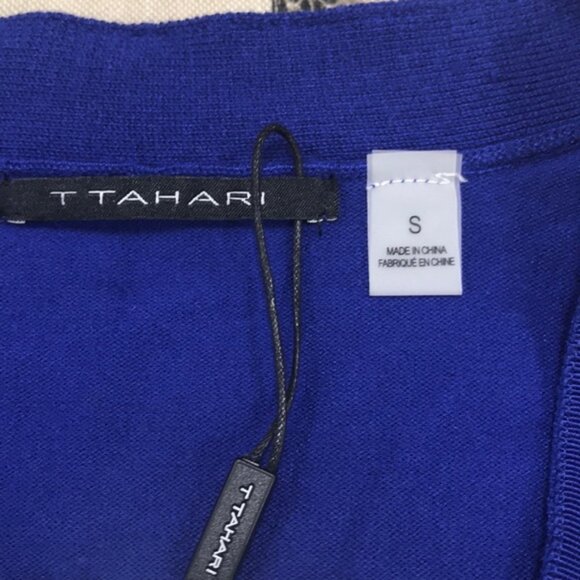 T TAHARI
S
MADE IN CHINA
FABRIQUÉ EN CHINE
T TAHARI